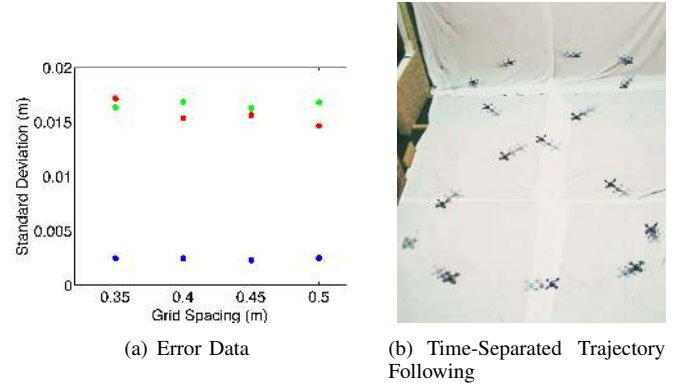 0.02
0.015
0.01
0.005
0
Standard Deviation (m)
0.35 0.4 0.45 0.5
Grid Spacing (m)
(a) Error Data
(b) Time-Separated Trajectory
Following